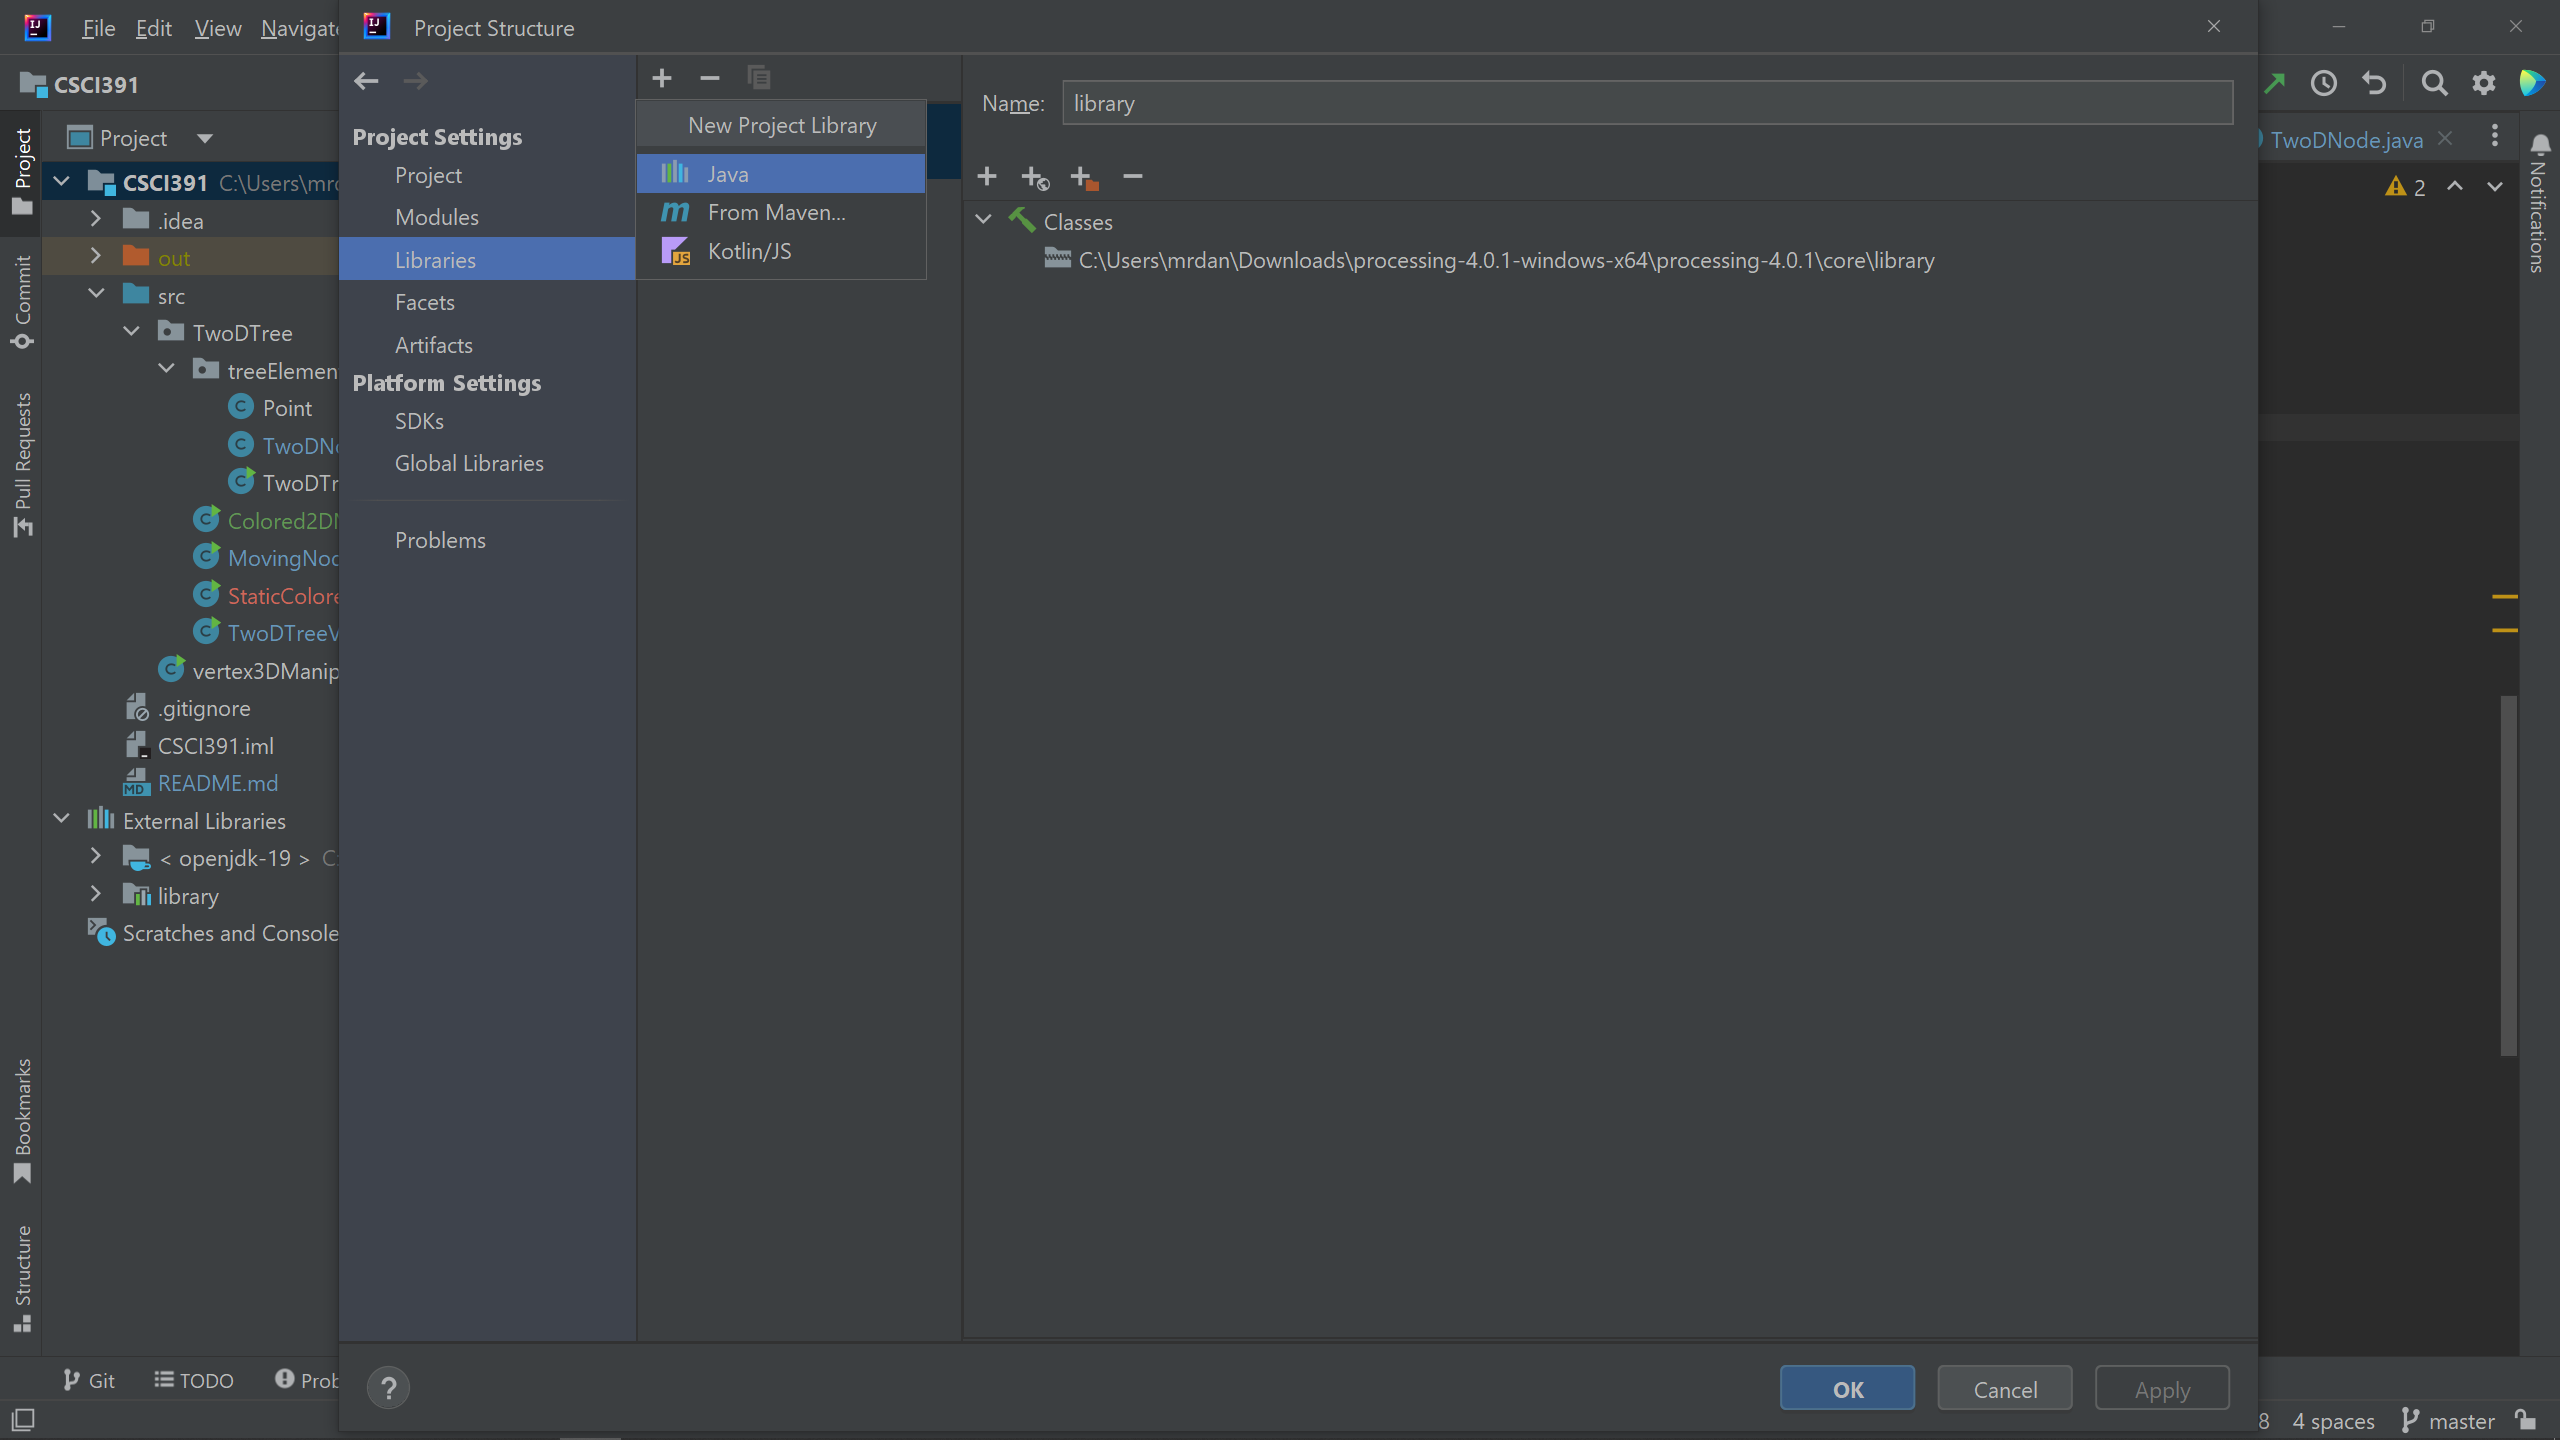 File Edit View Navigate
Project Structure
CSCI391
Project
CSCI391 C:\Users\mrd
.idea
out
src
TwoDTree
treeElemen
Point
TwoDN
TwoDTr
Colored2D
MovingNod
StaticColore
TwoDTreeV
vertex3DManip
.gitignore
CSCI391.iml
README.md
External Libraries
< openjdk-19 > C:
library
Scratches and Console
Project
Commit
Pull Requests
Bookmarks
Structure
Project Settings
Project
Modules
Libraries
Facets
Artifacts
Platform Settings
SDKs
Global Libraries
Problems
New Project Library
Java
From Maven...
Kotlin/JS
Name: library
Classes
C:\Users\mrdan\Downloads\processing-4.0.1-windows-x64\processing-4.0.1\core\library
TwoDNode.java
2
Notifications
?
OK
Cancel
Apply
Git
TODO
Prob
8
4 spaces
master